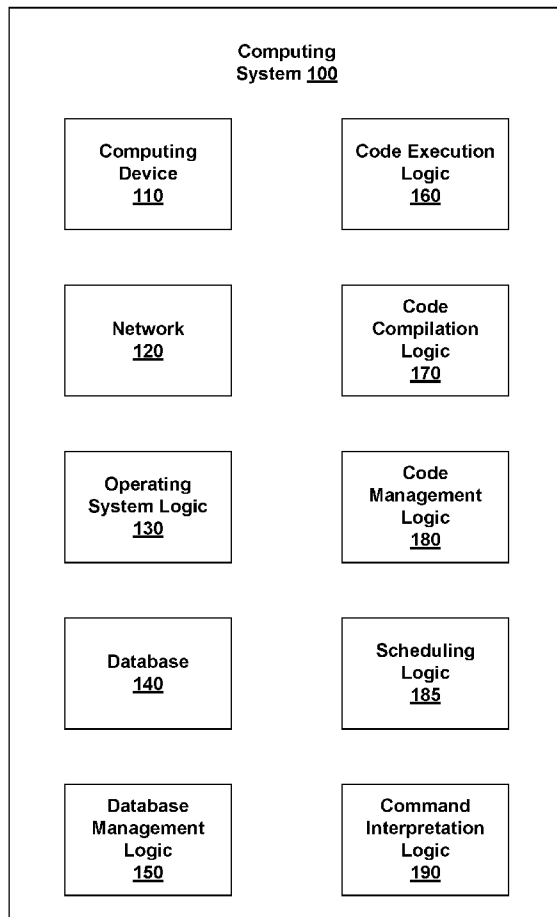 Computing
System 100
Computing
Device
110
Code Execution
Logic
160
Network
120
Code
Compilation
Logic
170
Operating
System Logic
130
Code
Management
Logic
180
Database
140
Scheduling
Logic
185
Database
Management
Logic
150
Command
Interpretation
Logic
190